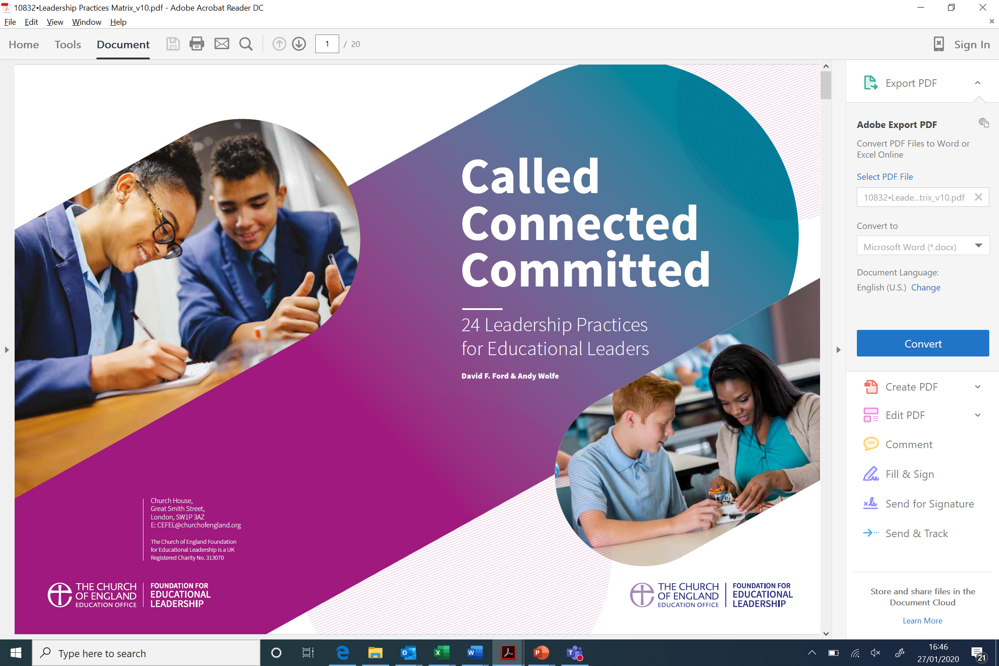 10832•Leadership Practices Matrix_v10.pdf - Adobe Acrobat Reader DC
File Edit View Window Help
Home Tools Document 1 / 20 Sign In
Called
Connected
Committed
24 Leadership Practices
for Educational Leaders
David F. Ford & Andy Wolfe
Church House,
Great Smith Street,
London, SW1P 3AZ
E: CEFEL@churchofengland.org
The Church of England Foundation
for Educational Leadership is a UK
Registered Charity No. 313070
THE CHURCH
OF ENGLAND
EDUCATION OFFICE
FOUNDATION FOR
EDUCATIONAL
LEADERSHIP
THE CHURCH
OF ENGLAND
EDUCATION OFFICE
FOUNDATION FOR
EDUCATIONAL
LEADERSHIP
Export PDF
Adobe Export PDF
Convert PDF Files to Word or
Excel Online
Select PDF File
10832•Leade...trix_v10.pdf
Convert to
Microsoft Word (*.docx)
Document Language:
English (U.S.) Change
Convert
Create PDF
Edit PDF
Comment
Fill & Sign
Send for Signature
Send & Track
Store and share files in the
Document Cloud
Learn More
Type here to search
16:46
27/01/2020
21